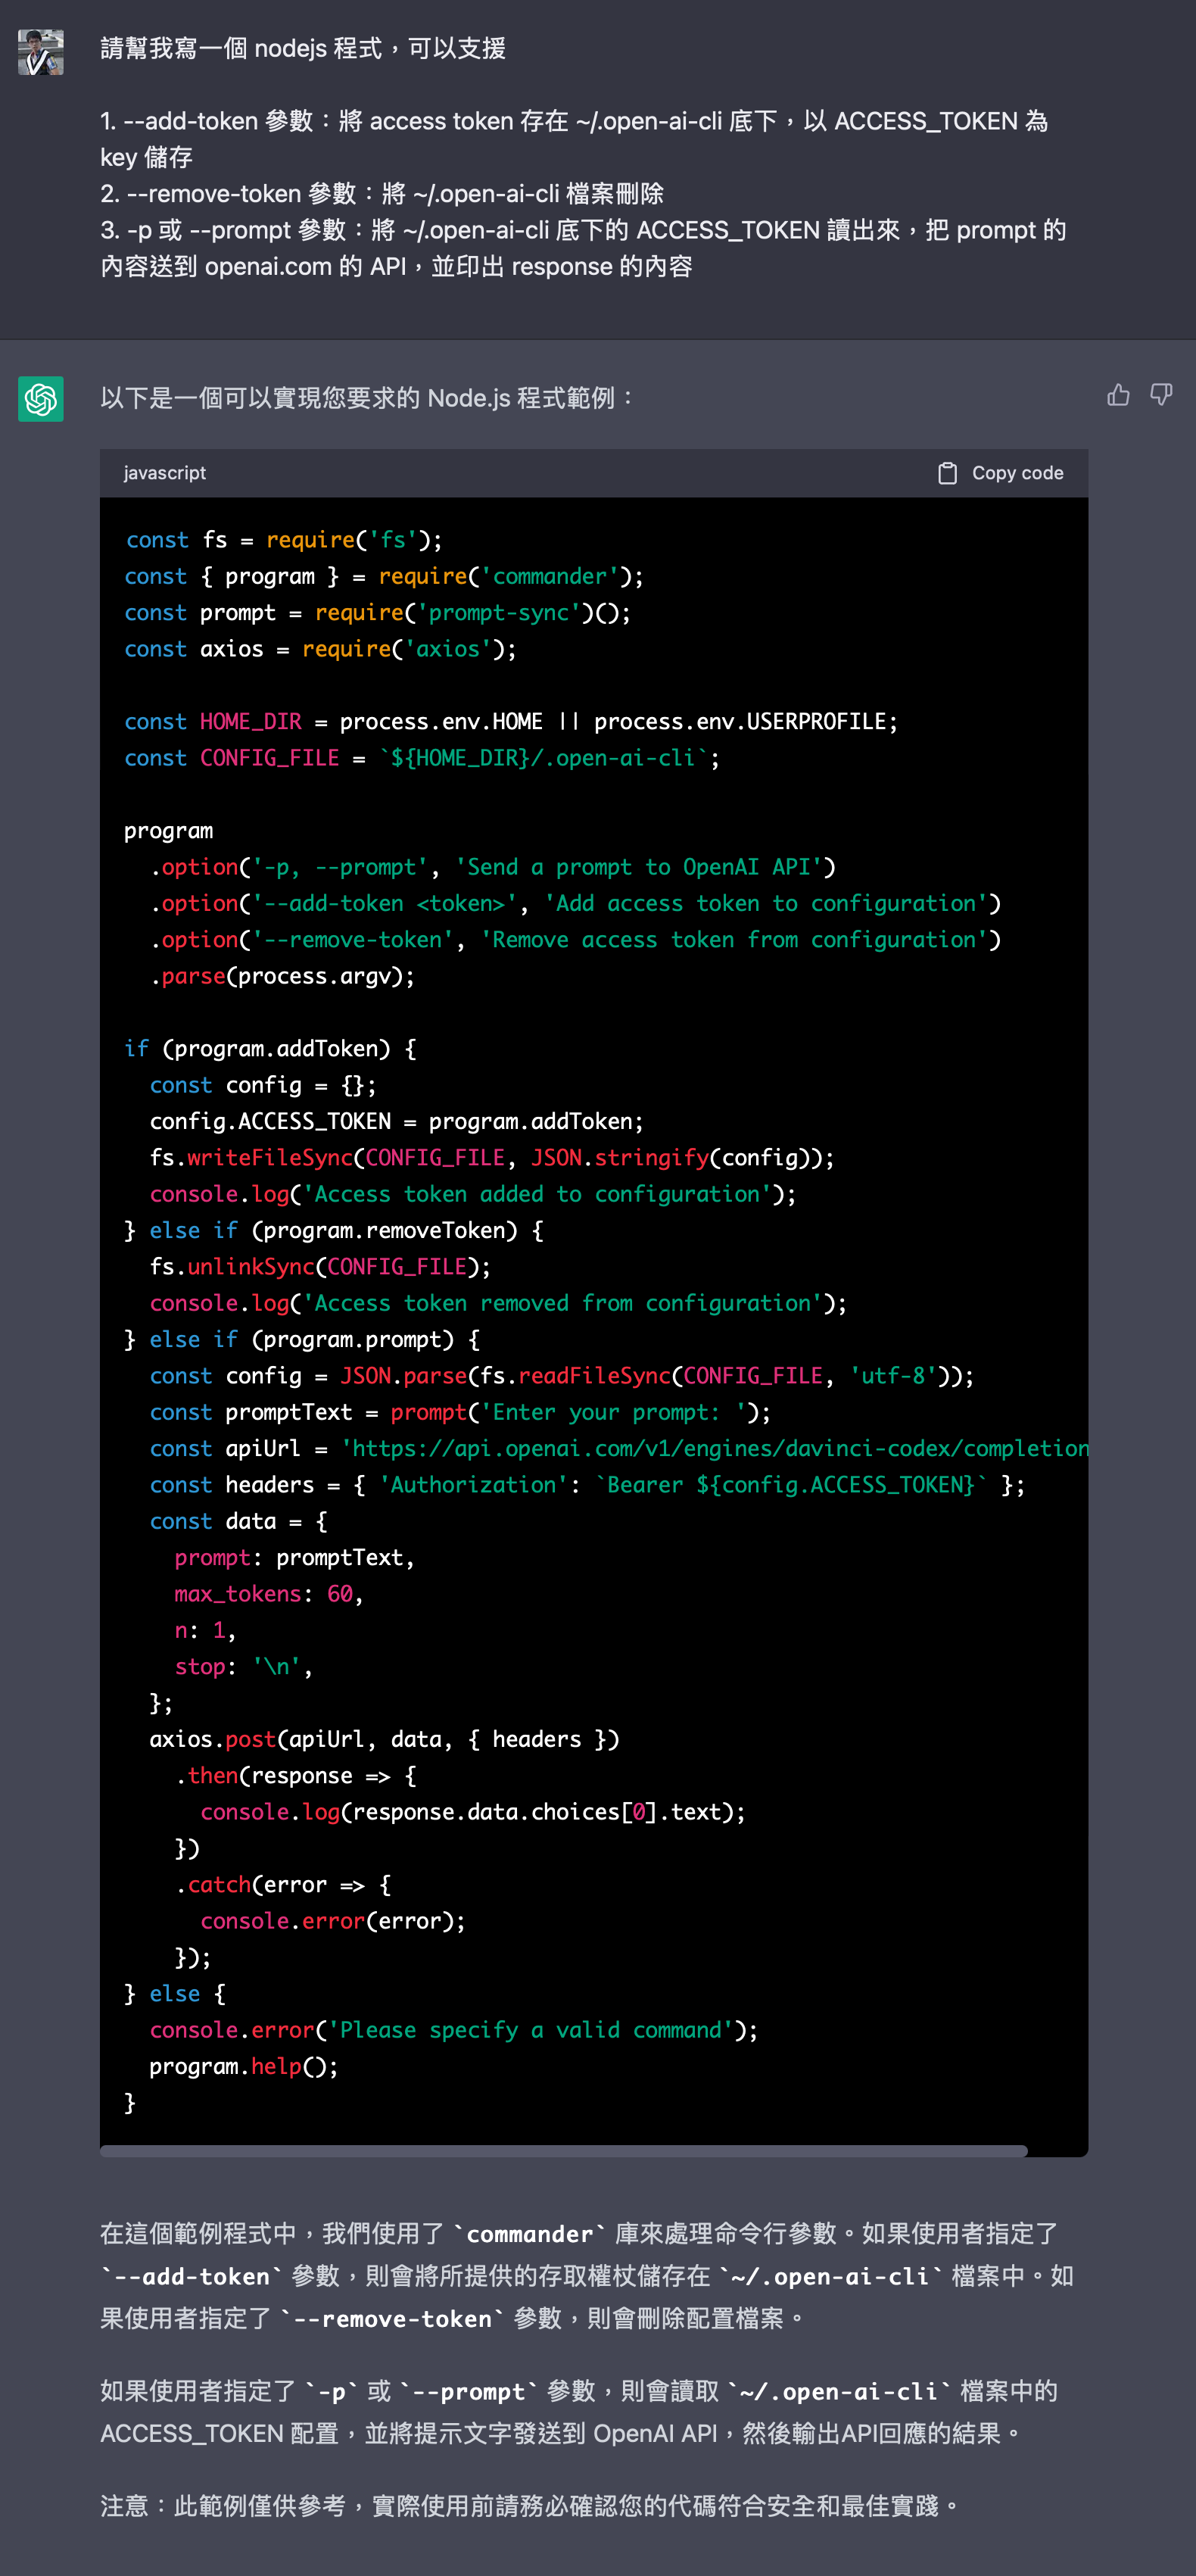 請幫我寫一個 nodejs 程式，可以支援
1. --add-token 參數：將 access token 存在 ~/.open-ai-cli 底下，以 ACCESS_TOKEN 為
key 儲存
2. --remove-token 參數：將 ~/.open-ai-cli 檔案刪除
3. -p 或 --prompt 參數：將 ~/.open-ai-cli 底下的 ACCESS_TOKEN 讀出來，把 prompt 的
內容送到 openai.com 的 API，並印出 response 的內容
以下是一個可以實現您要求的 Node.js 程式範例：
javascript
Copy code
const fs = require('fs');
const { program } = require('commander');
const prompt = require('prompt-sync')();
const axios = require('axios');
const HOME_DIR = process.env.HOME || process.env.USERPROFILE;
const CONFIG_FILE = `${HOME_DIR}/.open-ai-cli`;
program
  .option('-p, --prompt', 'Send a prompt to OpenAI API')
  .option('--add-token <token>', 'Add access token to configuration')
  .option('--remove-token', 'Remove access token from configuration')
  .parse(process.argv);
if (program.addToken) {
  const config = {};
  config.ACCESS_TOKEN = program.addToken;
  fs.writeFileSync(CONFIG_FILE, JSON.stringify(config));
  console.log('Access token added to configuration');
} else if (program.removeToken) {
  fs.unlinkSync(CONFIG_FILE);
  console.log('Access token removed from configuration');
} else if (program.prompt) {
  const config = JSON.parse(fs.readFileSync(CONFIG_FILE, 'utf-8'));
  const promptText = prompt('Enter your prompt: ');
  const apiUrl = 'https://api.openai.com/v1/engines/davinci-codex/completion
  const headers = { 'Authorization': `Bearer ${config.ACCESS_TOKEN}` };
  const data = {
    prompt: promptText,
    max_tokens: 60,
    n: 1,
    stop: '\n',
  };
  axios.post(apiUrl, data, { headers })
    .then(response => {
      console.log(response.data.choices[0].text);
    })
    .catch(error => {
      console.error(error);
    });
} else {
  console.error('Please specify a valid command');
  program.help();
}
在這個範例程式中，我們使用了 `commander` 庫來處理命令行參數。如果使用者指定了
`--add-token` 參數，則會將所提供的存取權杖儲存在 `~/.open-ai-cli` 檔案中。如
果使用者指定了 `--remove-token` 參數，則會刪除配置檔案。
如果使用者指定了 `-p` 或 `--prompt` 參數，則會讀取 `~/.open-ai-cli` 檔案中的
ACCESS_TOKEN 配置，並將提示文字發送到 OpenAI API，然後輸出API回應的結果。
注意：此範例僅供參考，實際使用前請務必確認您的代碼符合安全和最佳實踐。